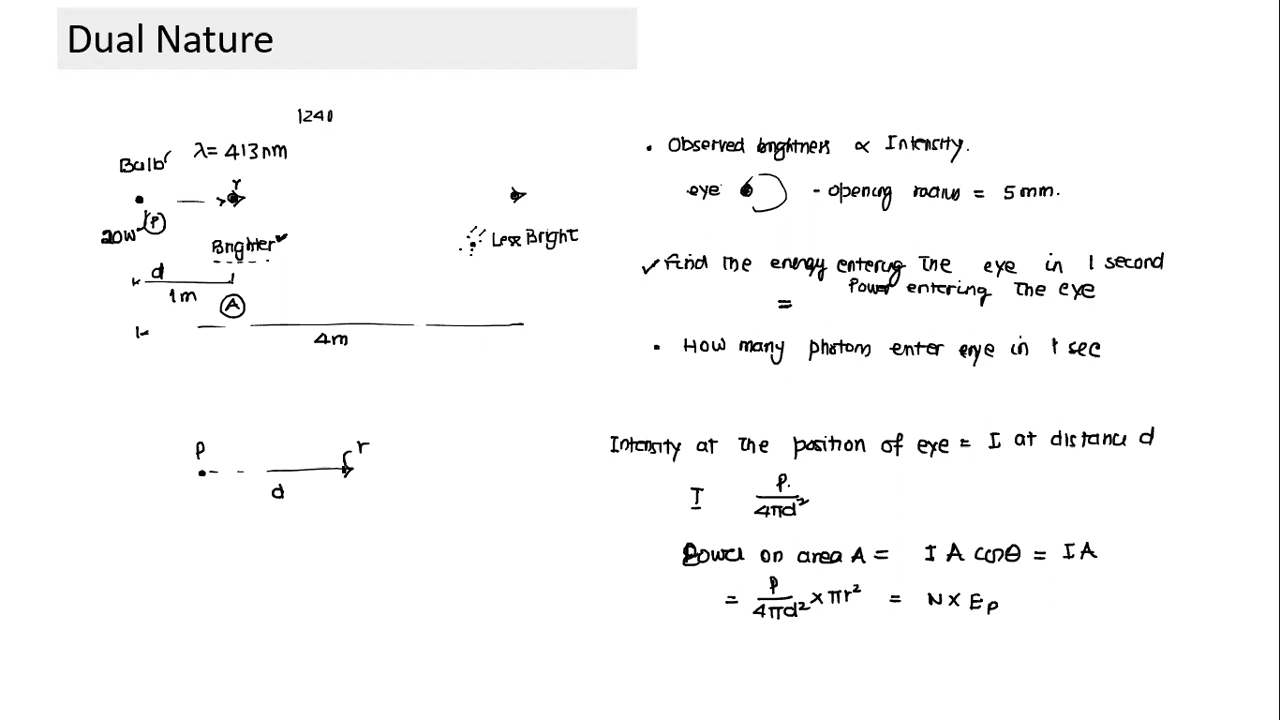 Dual Nature
1240
λ= 413nm
Bulb
r
20W P
Brighter
Less Bright
d
1m
A
4m
P
r
d
• Observed brightness ∝ Intensity.
eye - opening radius = 5mm.
✓ Find the energy entering the eye in 1 second
= Power entering the eye
• How many photons enter eye in 1 sec
Intensity at the position of eye = I at distance d
I P/4πd²
Power on area A = I A cosθ = IA
= P/4πd² × πr² = N × Ep